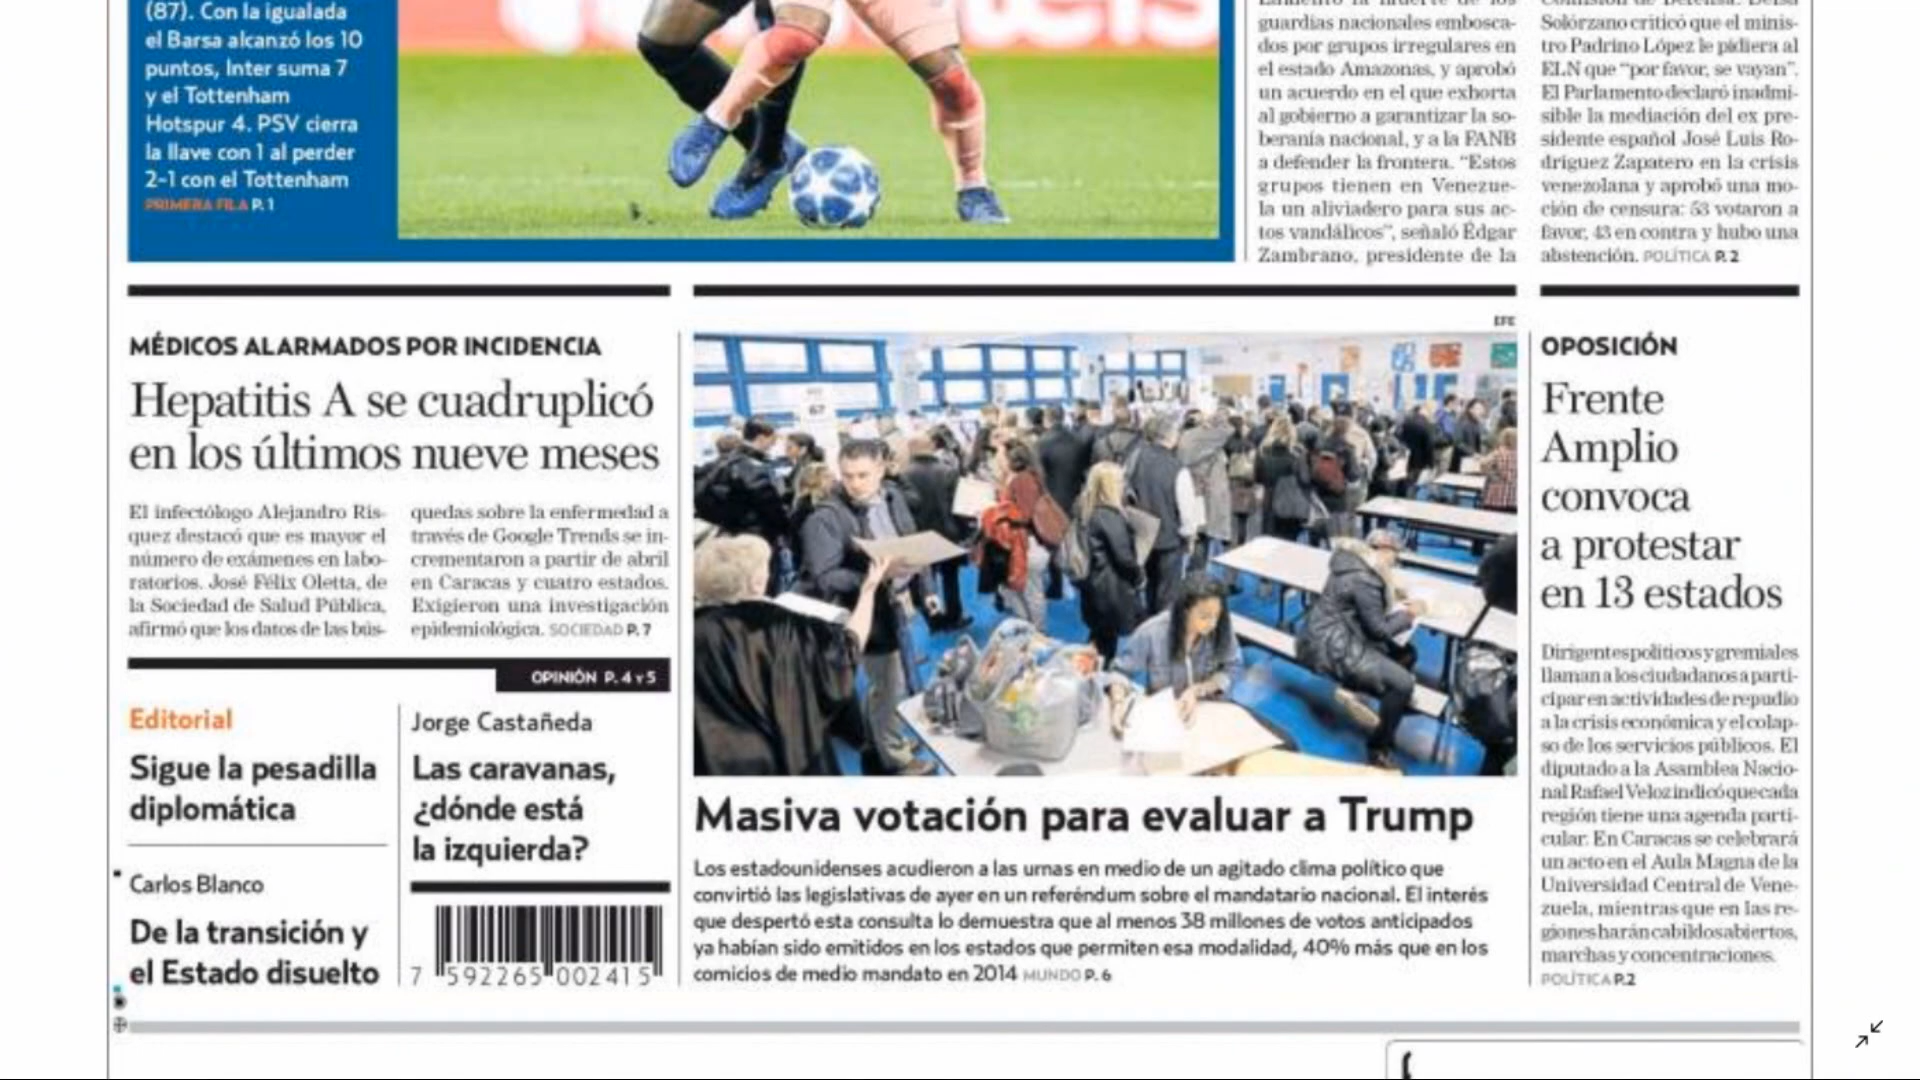 (87). Con la igualada
el Barsa alcanzó los 10
puntos, Inter suma 7
y el Tottenham
Hotspur 4. PSV cierra
la llave con 1 al perder
2-1 con el Tottenham
PRIMERA FILA P. 1
guardias nacionales embosca-
dos por grupos irregulares en
el estado Amazonas, y aprobó
un acuerdo en el que exhorta
al gobierno a garantizar la so-
beranía nacional, y a la FANB
a defender la frontera. “Estos
grupos tienen en Venezue-
la un aliviadero para sus ac-
tos vandálicos”, señaló Édgar
Zambrano, presidente de la
Solórzano criticó que el minis-
tro Padrino López le pidiera al
ELN que “por favor, se vayan”.
El Parlamento declaró inadmi-
sible la mediación del ex pre-
sidente español José Luis Ro-
dríguez Zapatero en la crisis
venezolana y aprobó una mo-
ción de censura: 53 votaron a
favor, 43 en contra y hubo una
abstención. POLÍTICA P. 2
MÉDICOS ALARMADOS POR INCIDENCIA
Hepatitis A se cuadruplicó
en los últimos nueve meses
El infectólogo Alejandro Ris-
quez destacó que es mayor el
número de exámenes en labo-
ratorios. José Félix Oletta, de
la Sociedad de Salud Pública,
afirmó que los datos de las bús-
quedas sobre la enfermedad a
través de Google Trends se in-
crementaron a partir de abril
en Caracas y cuatro estados.
Exigieron una investigación
epidemiológica. SOCIEDAD P. 7
OPINIÓN P. 4 Y 5
Editorial
Sigue la pesadilla
diplomática
Carlos Blanco
De la transición y
el Estado disuelto
Jorge Castañeda
Las caravanas,
¿dónde está
la izquierda?
7 592265 002415
EFE
Masiva votación para evaluar a Trump
Los estadounidenses acudieron a las urnas en medio de un agitado clima político que
convirtió las legislativas de ayer en un referéndum sobre el mandatario nacional. El interés
que despertó esta consulta lo demuestra que al menos 38 millones de votos anticipados
ya habían sido emitidos en los estados que permiten esa modalidad, 40% más que en los
comicios de medio mandato en 2014 MUNDO P. 6
OPOSICIÓN
Frente
Amplio
convoca
a protestar
en 13 estados
Dirigentes políticos y gremiales
llaman a los ciudadanos a parti-
cipar en actividades de repudio
a la crisis económica y el colap-
so de los servicios públicos. El
diputado a la Asamblea Nacio-
nal Rafael Veloz indicó que cada
región tiene una agenda parti-
cular. En Caracas se celebrará
un acto en el Aula Magna de la
Universidad Central de Vene-
zuela, mientras que en las re-
giones harán cabildos abiertos,
marchas y concentraciones.
POLÍTICA P.2